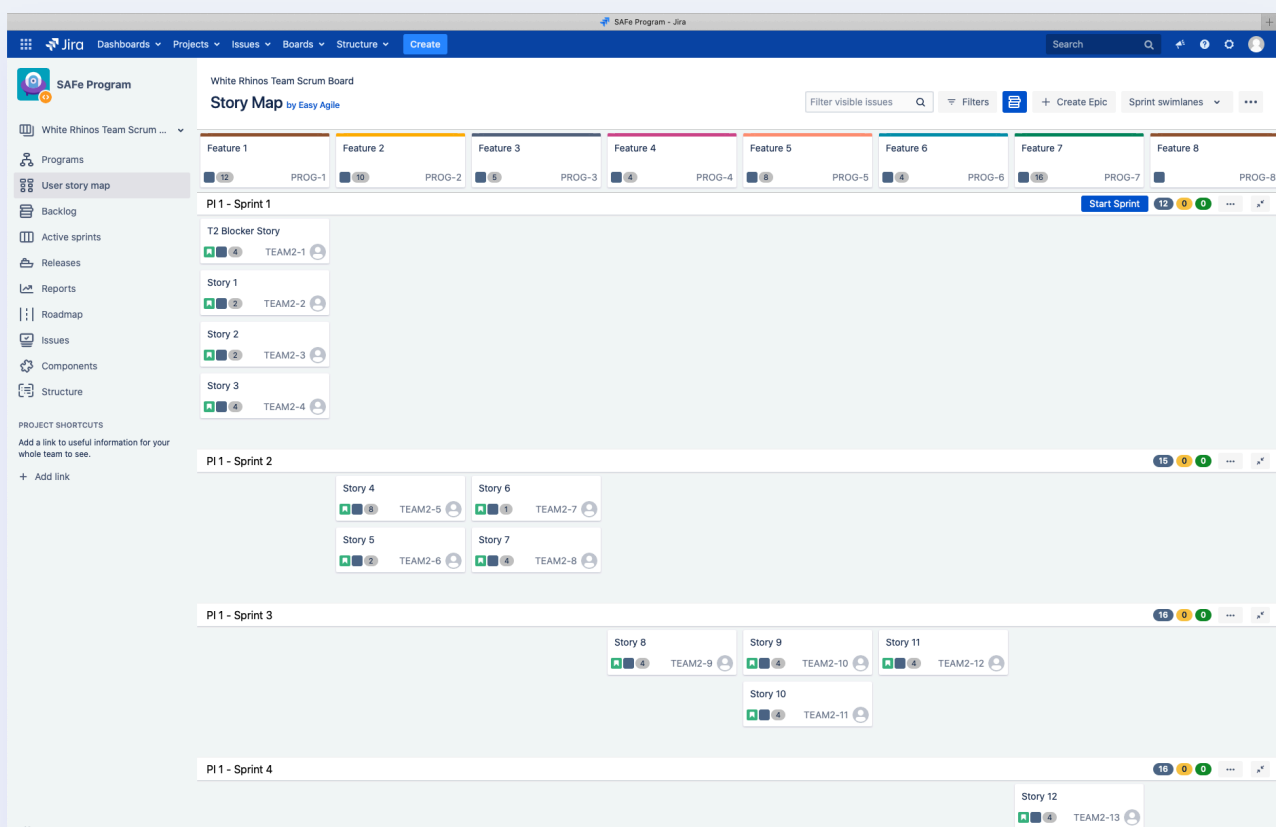 SAFe Program - Jira
Jira Dashboards Projects Issues Boards Structure Create Search
SAFe Program
White Rhinos Team Scrum ...
Programs
User story map
Backlog
Active sprints
Releases
Reports
Roadmap
Issues
Components
Structure
PROJECT SHORTCUTS
Add a link to useful information for your
whole team to see.
+ Add link
White Rhinos Team Scrum Board
Story Map by Easy Agile
Filter visible issues Filters + Create Epic Sprint swimlanes ...
Feature 1 Feature 2 Feature 3 Feature 4 Feature 5 Feature 6 Feature 7 Feature 8
12 PROG-1 10 PROG-2 5 PROG-3 4 PROG-4 8 PROG-5 4 PROG-6 16 PROG-7 PROG-8
PI 1 - Sprint 1 Start Sprint 12 0 0 ...
T2 Blocker Story
4 TEAM2-1
Story 1
2 TEAM2-2
Story 2
2 TEAM2-3
Story 3
4 TEAM2-4
PI 1 - Sprint 2 15 0 0 ...
Story 4 Story 6
8 TEAM2-5 1 TEAM2-7
Story 5 Story 7
2 TEAM2-6 4 TEAM2-8
PI 1 - Sprint 3 16 0 0 ...
Story 8 Story 9 Story 11
4 TEAM2-9 4 TEAM2-10 4 TEAM2-12
Story 10
4 TEAM2-11
PI 1 - Sprint 4 16 0 0 ...
Story 12
4 TEAM2-13